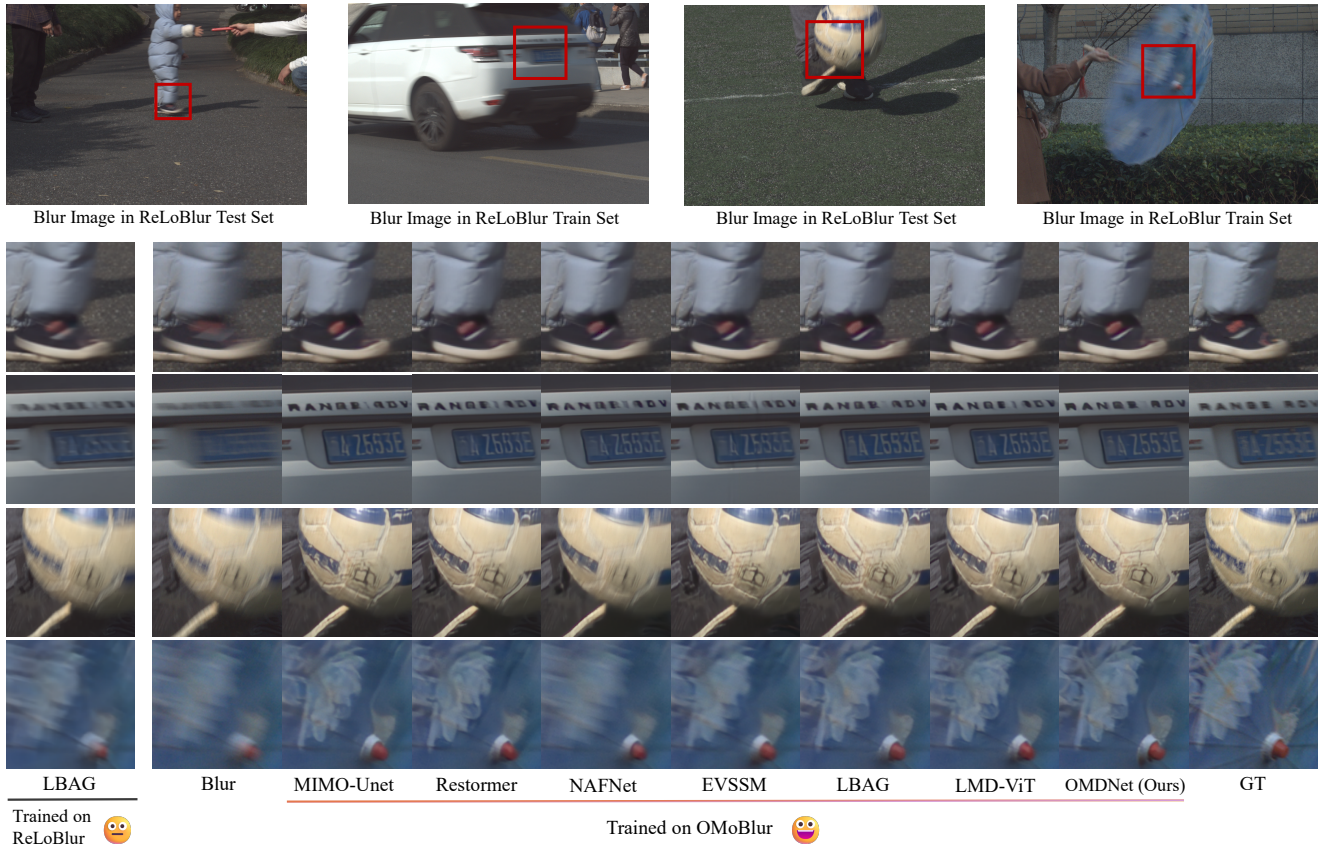 Blur Image in ReLoBlur Test Set
Blur Image in ReLoBlur Train Set
Blur Image in ReLoBlur Test Set
Blur Image in ReLoBlur Train Set
LBAG
Blur
MIMO-Unet
Restormer
NAFNet
EVSSM
LBAG
LMD-ViT
OMDNet (Ours)
GT
Trained on
ReLoBlur
Trained on OMoBlur